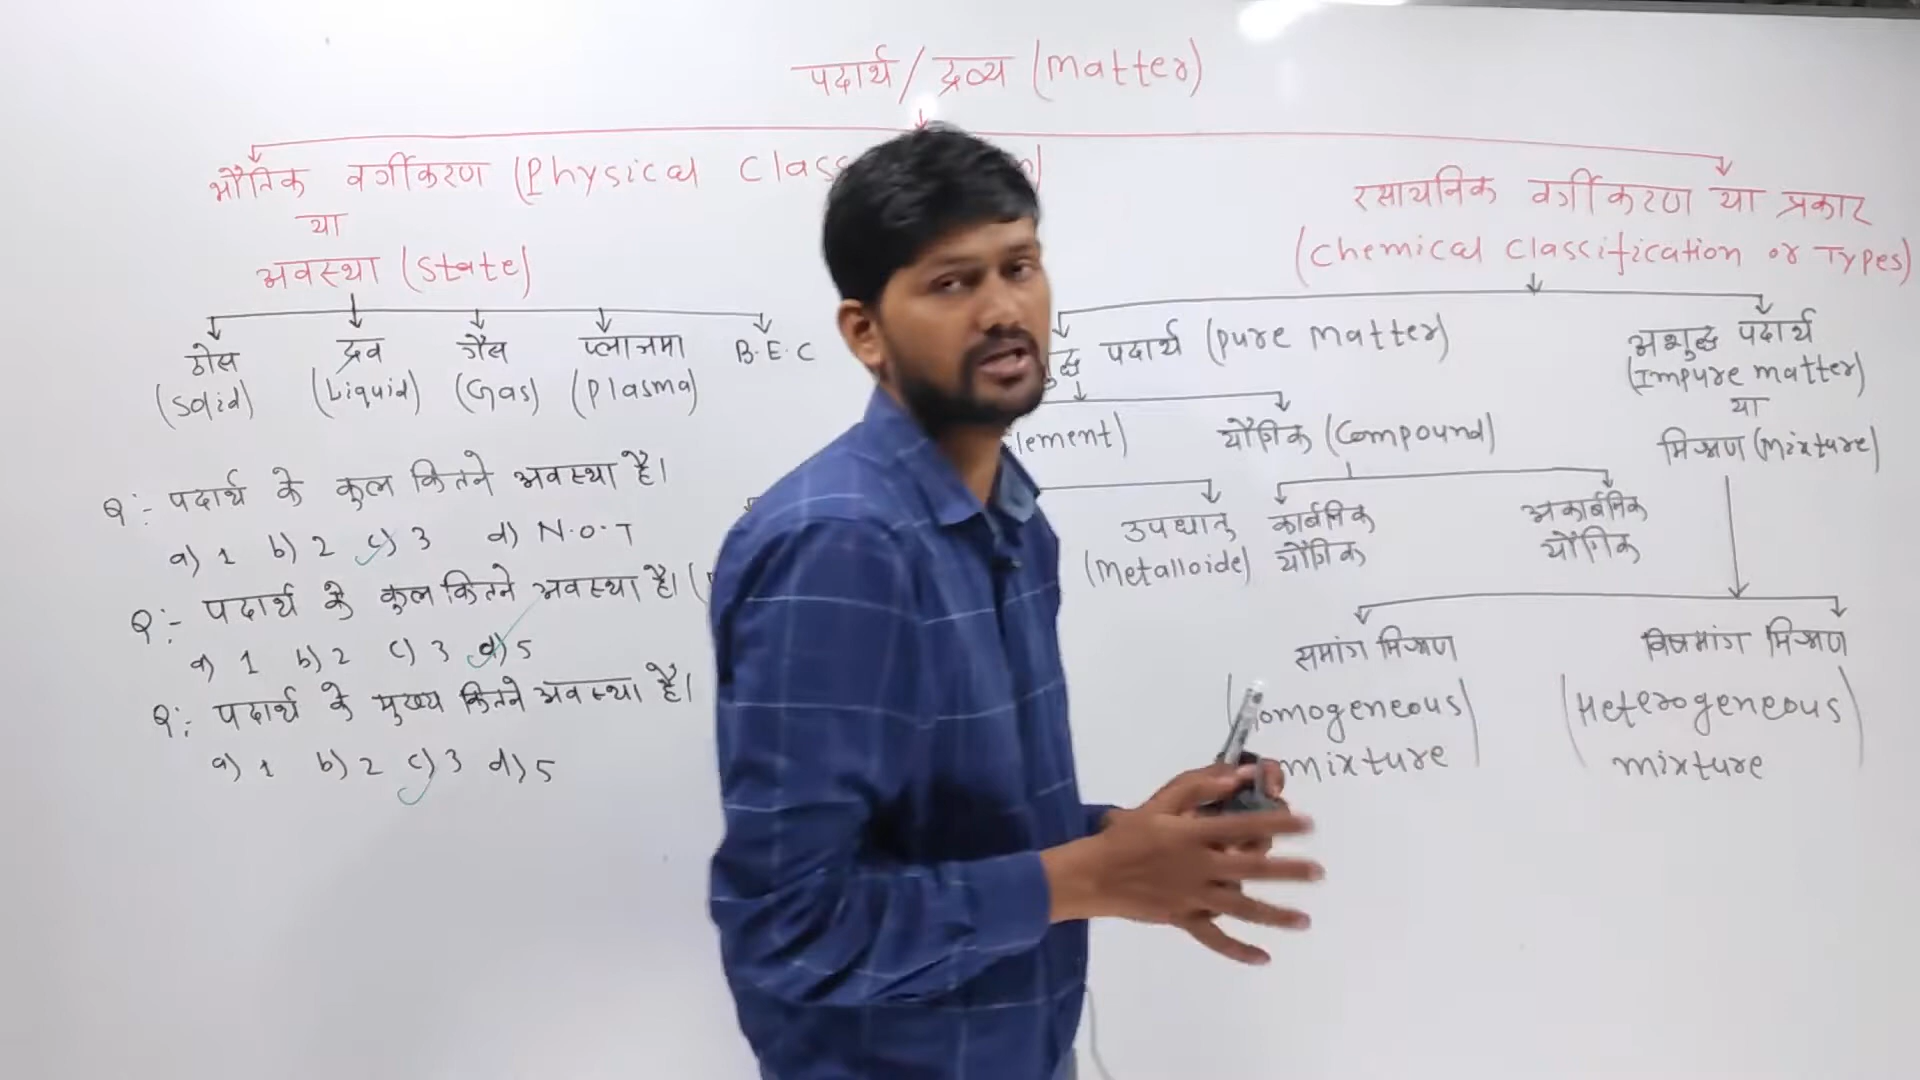 पदार्थ/द्रव्य (Matter)
भौतिक वर्गीकरण (Physical
या
अवस्था (State)
ठोस
(Solid)
द्रव
(Liquid)
गैस
(Gas)
प्लाजमा
(Plasma)
B.E.C
Q:- पदार्थ के कुल कितने अवस्था है।
a) 1 b) 2 c) 3 d) N.O.T
Q:- पदार्थ के कुल कितने अवस्था है। (
a) 1 b) 2 c) 3 d) 5
Q:- पदार्थ के मुख्य कितने अवस्था है।
a) 1 b) 2 c) 3 d) 5
रसायनिक वर्गीकरण या प्रकार
(Chemical Classification or Types)
पदार्थ (Pure Matter)
अशुद्ध पदार्थ
(Impure matter)
या
मिश्रण (Mixture)
यौगिक (Compound)
उपधातु
(Metalloide)
कार्बनिक
यौगिक
अकार्बनिक
यौगिक
समांग मिश्रण
mixture
विषमांग मिश्रण
(Heterogeneous
mixture)